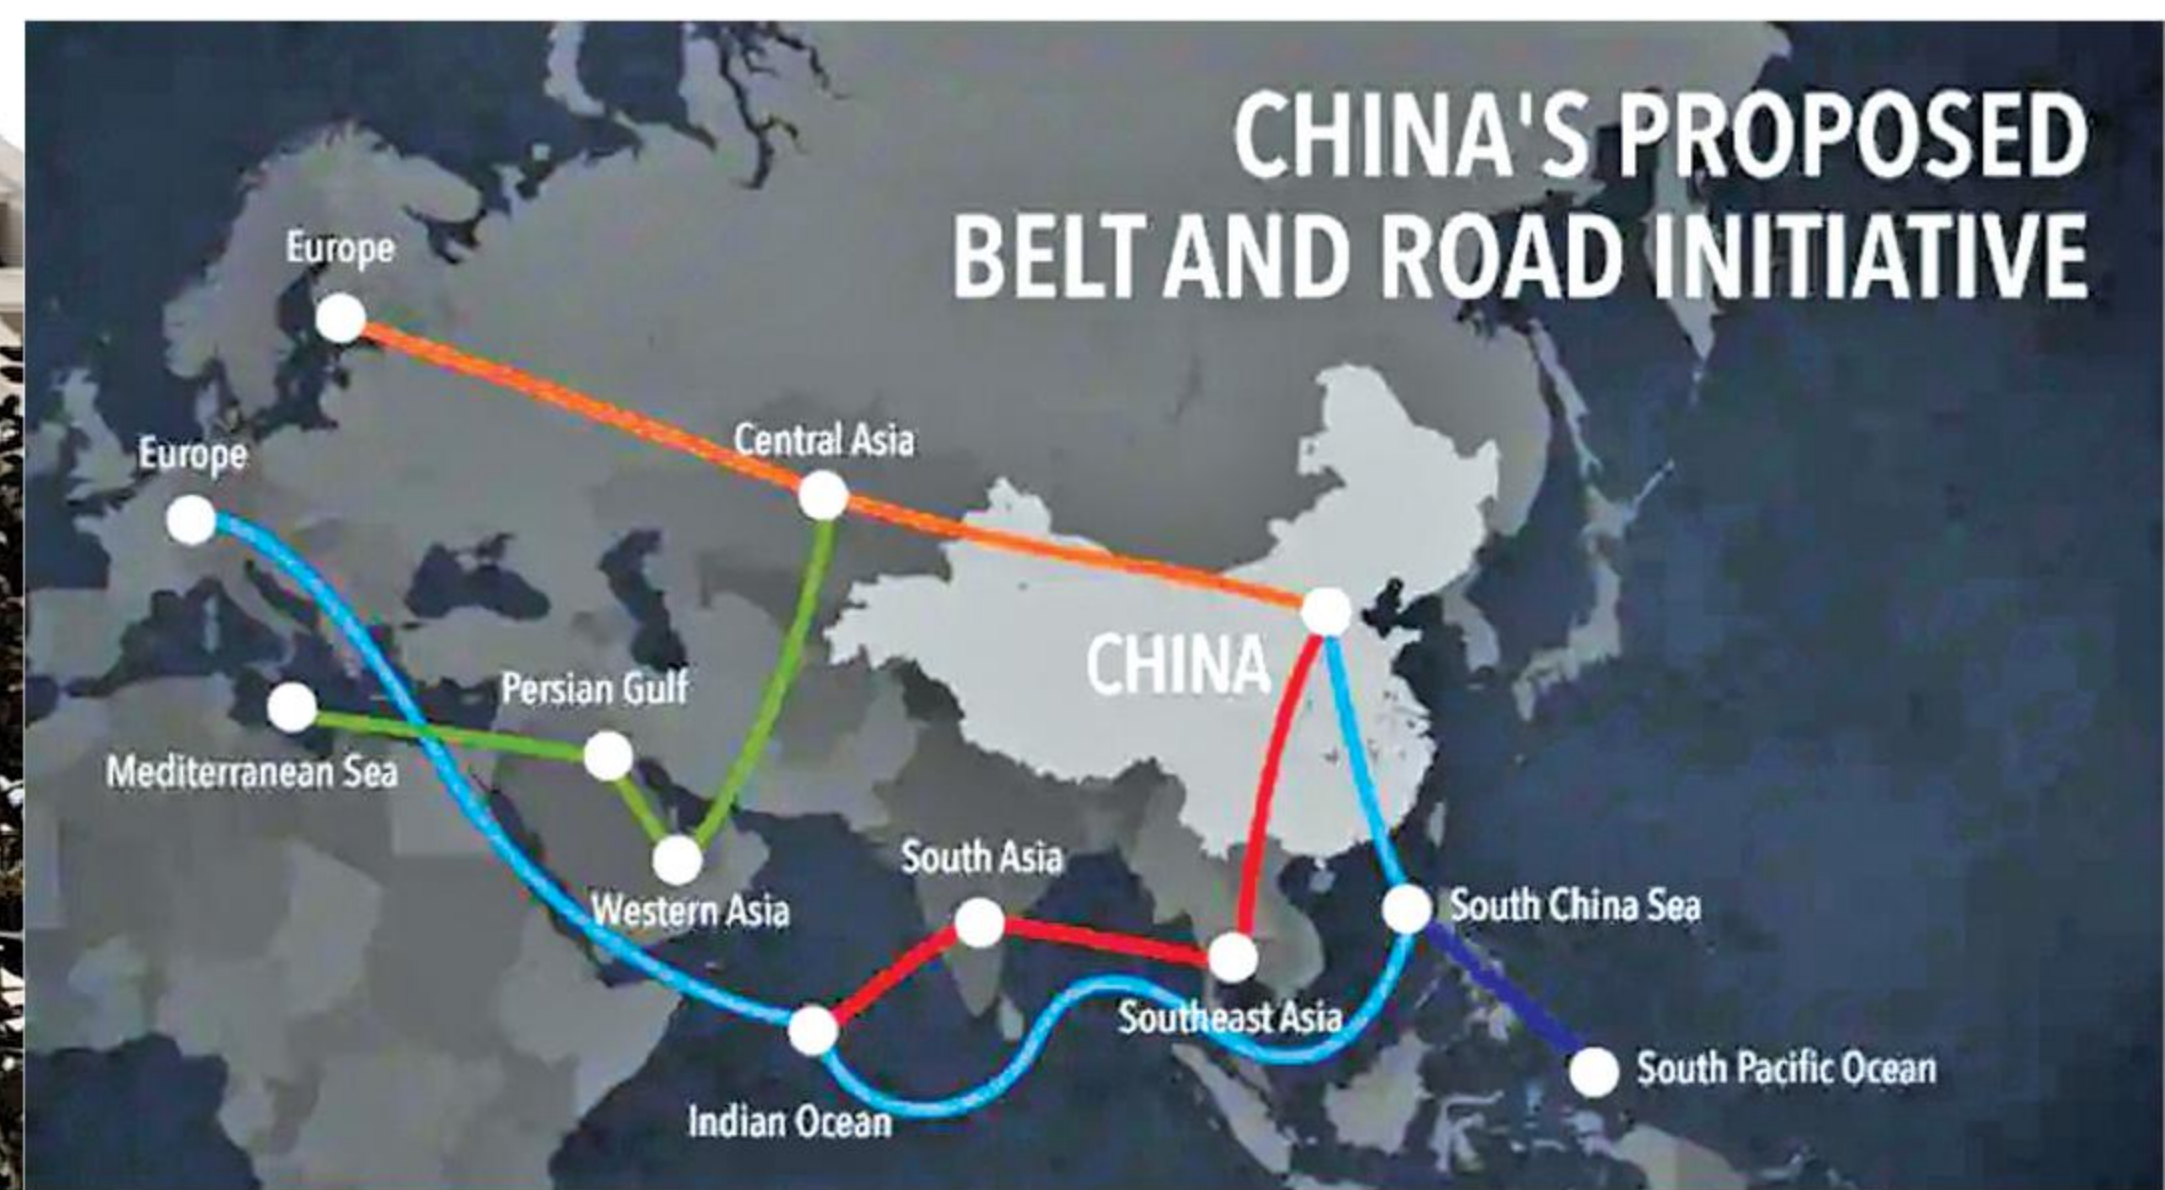 CHINA'S PROPOSED
BELT AND ROAD INITIATIVE
Europe
Central Asia
Europe
CHINA
Persian Gulf
Mediterranean Sea
South Asia
Western Asia
South China Sea
Southeast Asia
South Pacific Ocean
Indian Ocean